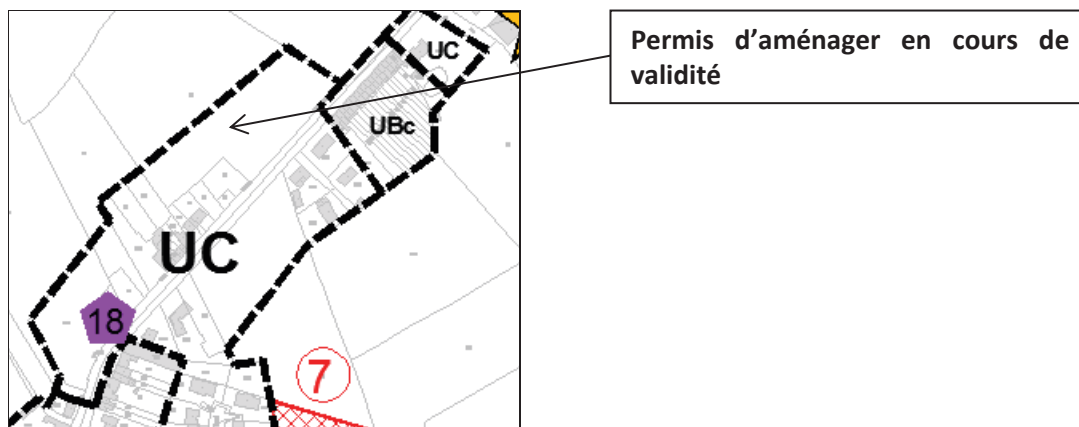 Permis d'aménager en cours de
validité
UC
UBc
UC
18
7